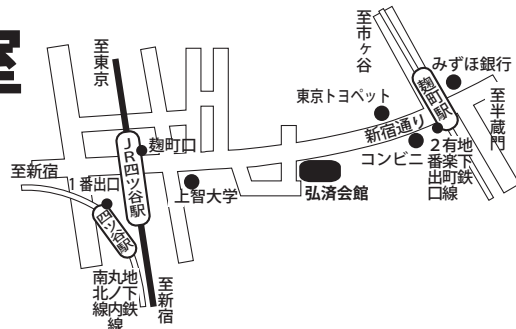 室
至東京
至市ヶ谷
みずほ銀行
東京トヨペット
麹町駅
至半蔵門
新宿通り
麹町口
JR四ツ谷駅
コンビニ
地下鉄
有楽町線
2番出口
至新宿
1番出口
上智大学
弘済会館
四ツ谷駅
地下鉄
丸ノ内線
南北線
至新宿